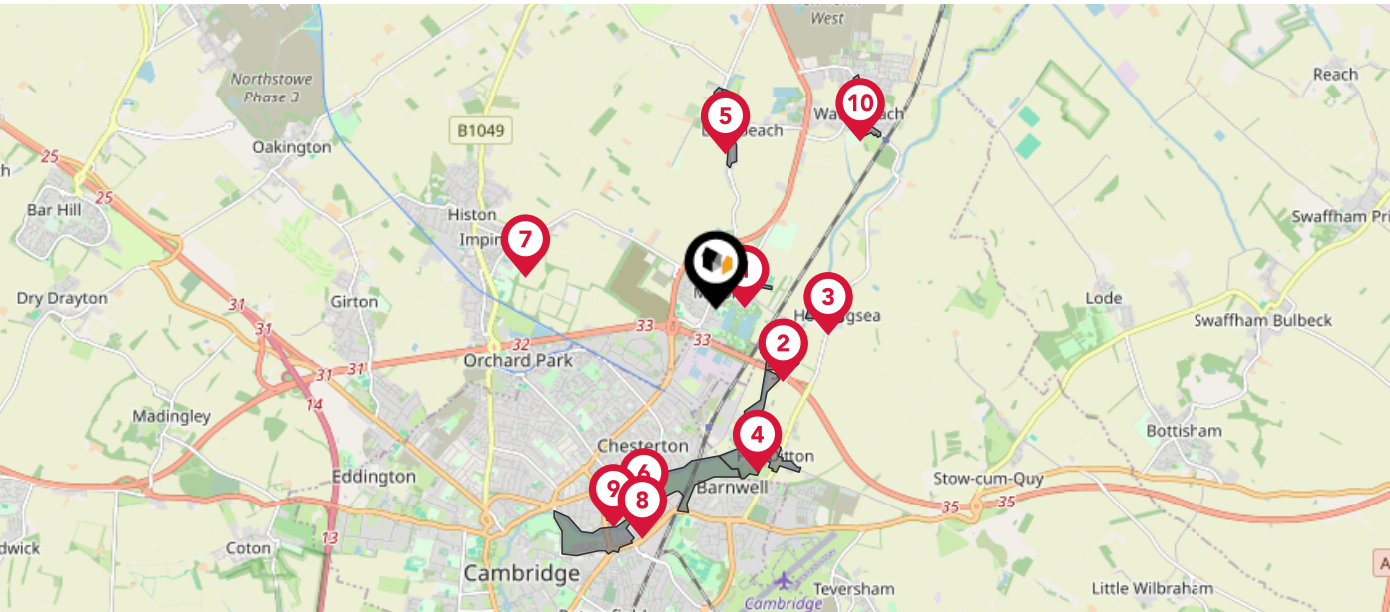 West
Northstowe
Phase 3
Reach
10
5
B1049
Oakington
25
25
Bar Hill
Histon
7
Swaffham Pri
1
Dry Drayton
Girton
31
31
3
Lode
Swaffham Bulbeck
33
33
32
2
Orchard Park
31
31
14
Madingley
4
Bottisham
Chesterton
6
Eddington
Barnwell
Stow-cum-Quy
9
8
35
35
13
dwick
Coton
Cambridge
Teversham
Little Wilbraham
Cambridge
A